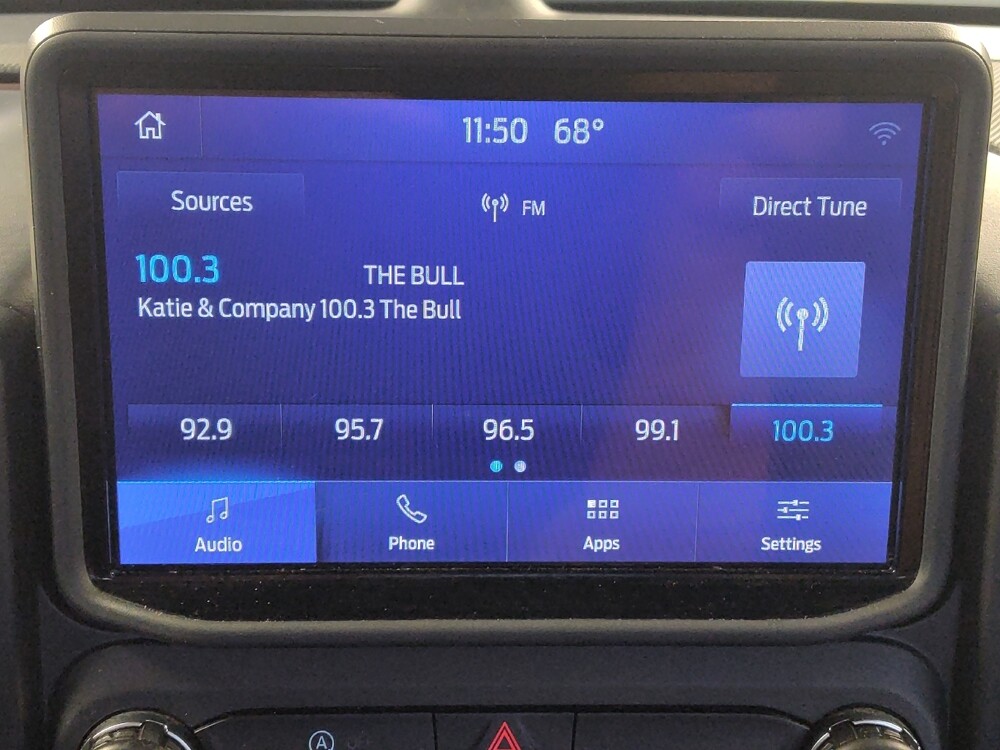 11:50 68°
Sources FM Direct Tune
100.3 THE BULL
Katie & Company 100.3 The Bull
92.9 95.7 96.5 99.1 100.3
Audio Phone Apps Settings
A